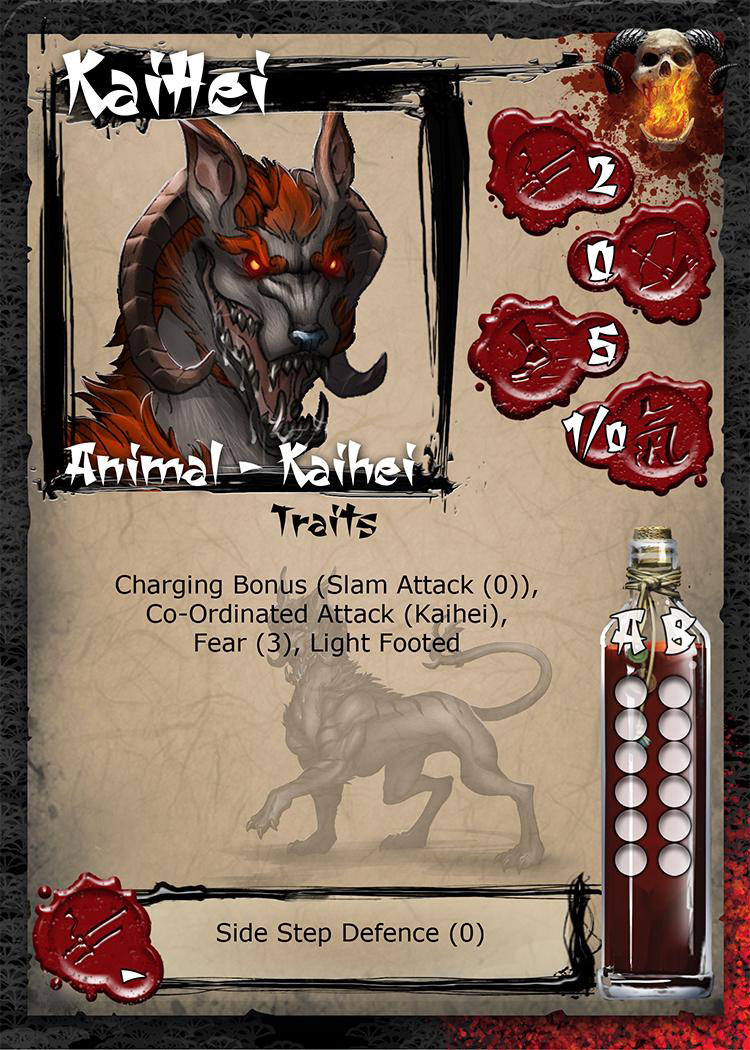 KaiHei
2
0
5
1/0
氣
Animal - Kaihei
Traits
Charging Bonus (Slam Attack (0)),
Co-Ordinated Attack (Kaihei),
Fear (3), Light Footed
A B
Side Step Defence (0)
-